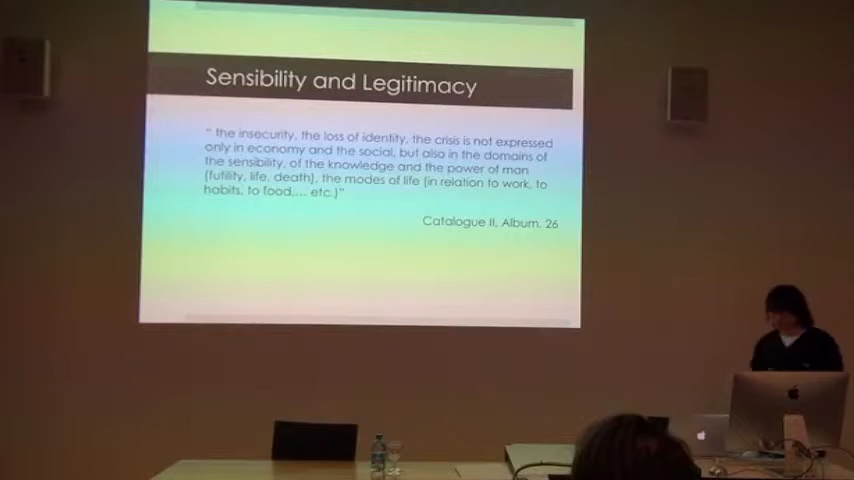 Sensibility and Legitimacy
" the insecurity, the loss of identity, the crisis is not expressed
only in economy and the social, but also in the domains of
the sensibility, of the knowledge and the power of man
(futility, life, death), the modes of life (in relation to work, to
habits, to food,... etc.)"
Catalogue II, Album, 26